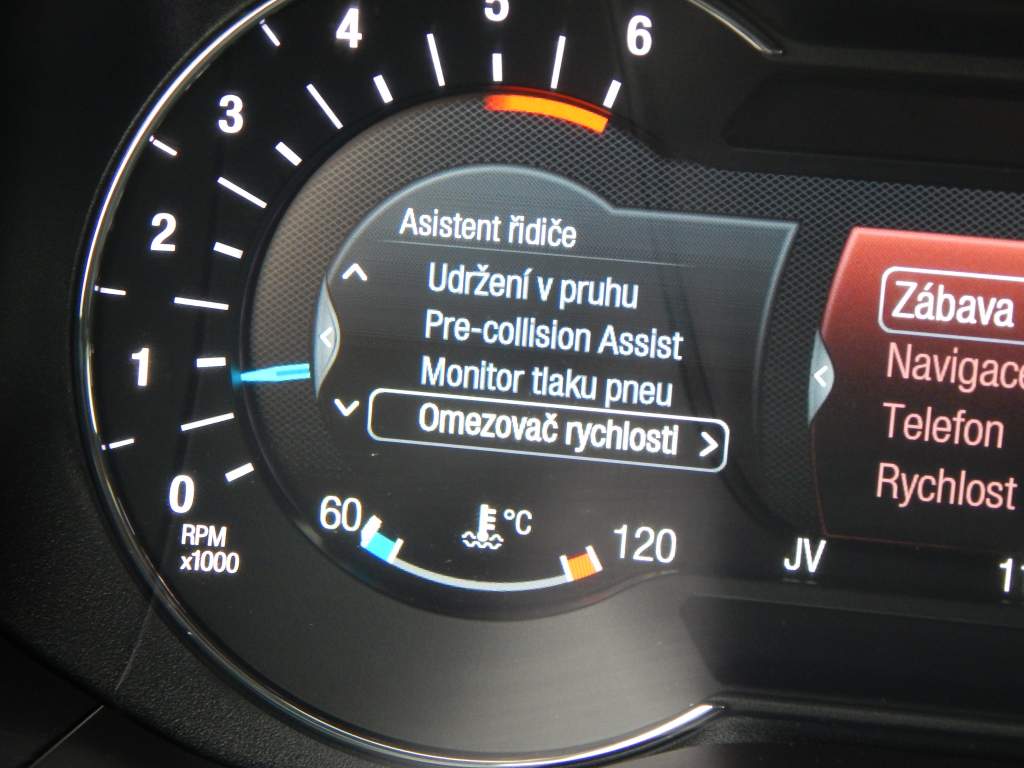 6
5
4
3
2
1
0
RPM
x1000
Asistent řidiče
Udržení v pruhu
Pre-collision Assist
Monitor tlaku pneu
Omezovač rychlosti
60
°C
120
Zábava
Navigace
Telefon
Rychlost
JV